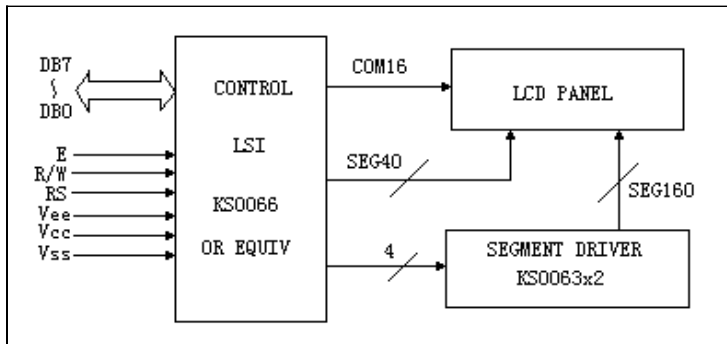 DB7
~
DB0
E
R/W
RS
Vee
Vcc
Vss
CONTROL
LSI
KS0066
OR EQUIV
COM16
SEG40
4
LCD PANEL
SEG160
SEGMENT DRIVER
KS0063x2